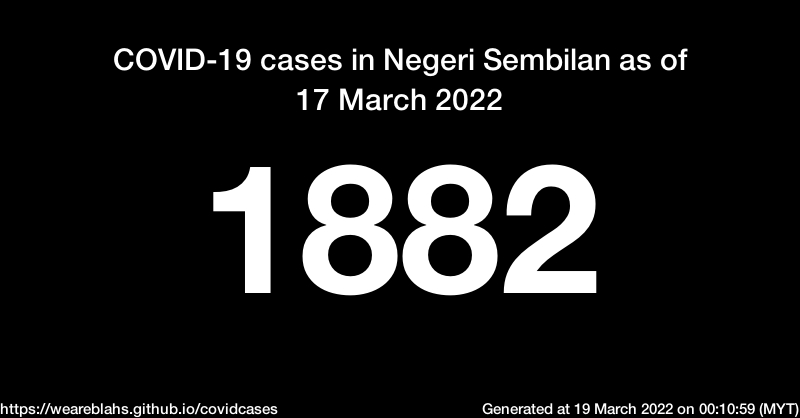 COVID-19 cases in Negeri Sembilan as of
17 March 2022
1882
https://weareblahs.github.io/covidcases
Generated at 19 March 2022 on 00:10:59 (MYT)